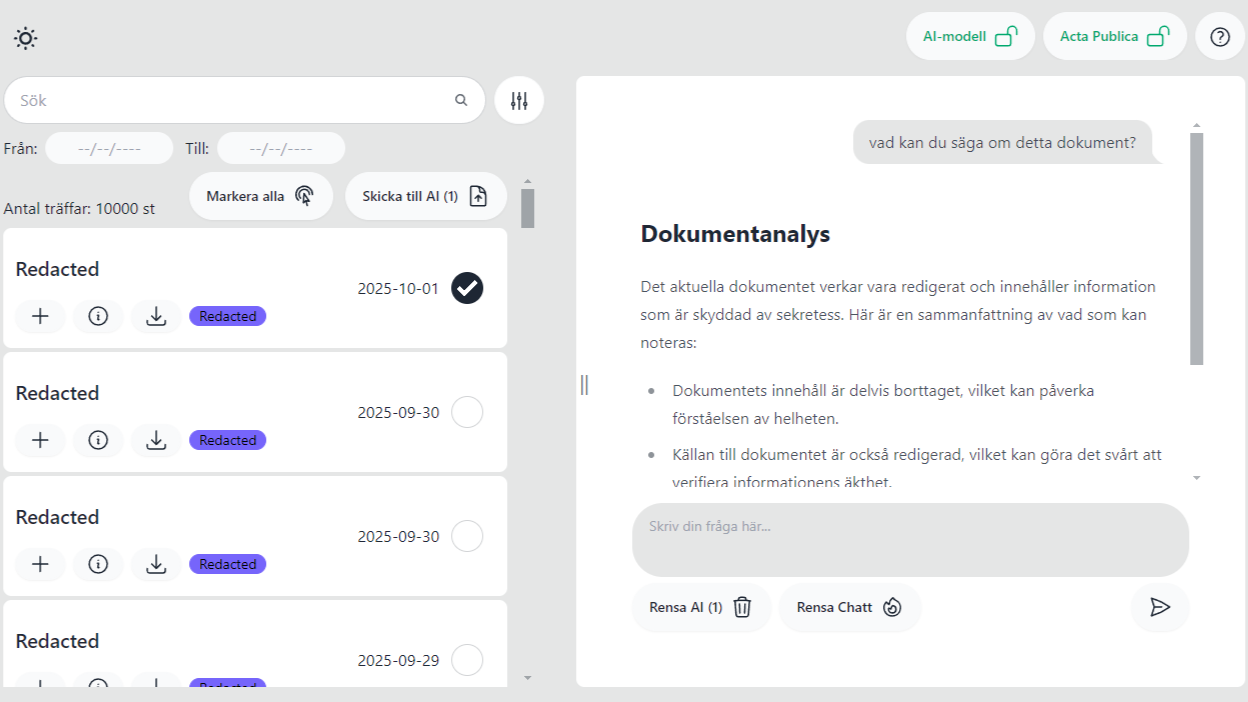 AI-modell
Acta Publica
Sök
Från:
--/--/----
Till:
--/--/----
Antal träffar: 10000 st
Markera alla
Skicka till AI (1)
Redacted
2025-10-01
Redacted
Redacted
2025-09-30
Redacted
Redacted
2025-09-30
Redacted
Redacted
2025-09-29
Redacted
vad kan du säga om detta dokument?
Dokumentanalys
Det aktuella dokumentet verkar vara redigerat och innehåller information
som är skyddad av sekretess. Här är en sammanfattning av vad som kan
noteras:
Dokumentets innehåll är delvis borttaget, vilket kan påverka
förståelsen av helheten.
Källan till dokumentet är också redigerad, vilket kan göra det svårt att
verifiera informationens äkthet.
Skriv din fråga här...
Rensa AI (1)
Rensa Chatt